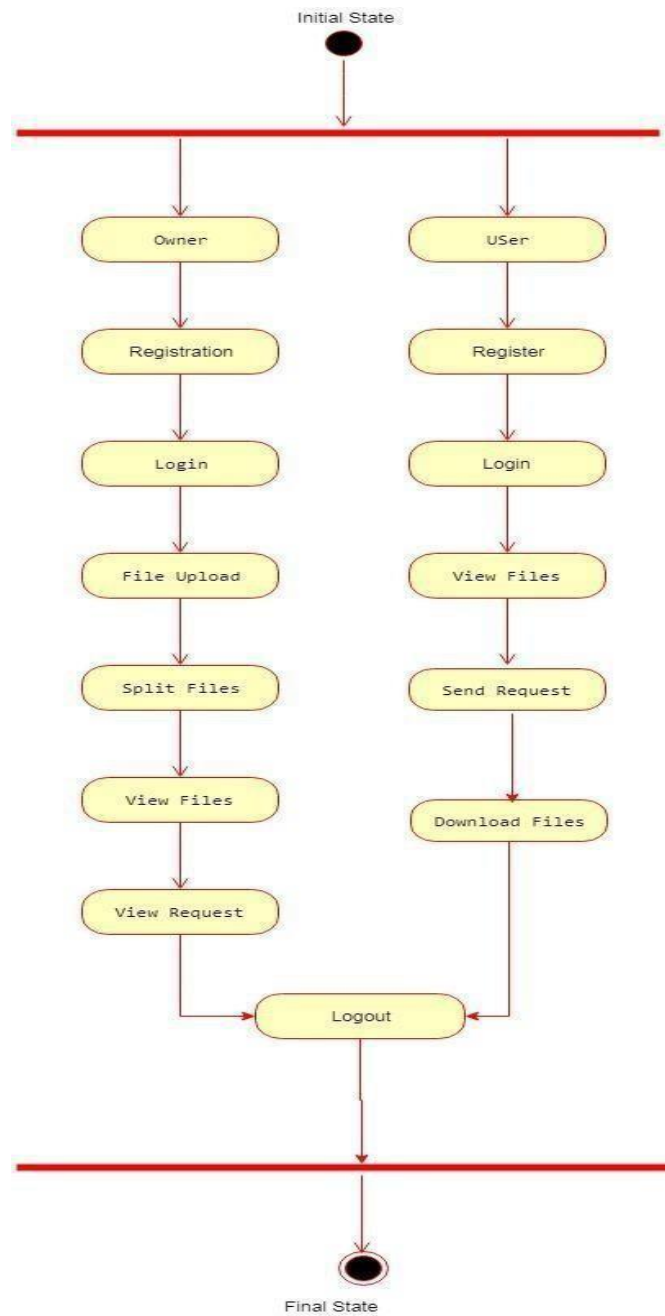 Initial State
Owner
USer
Registration
Register
Login
Login
File Upload
View Files
Split Files
Send Request
View Files
Download Files
View Request
Logout
Final State